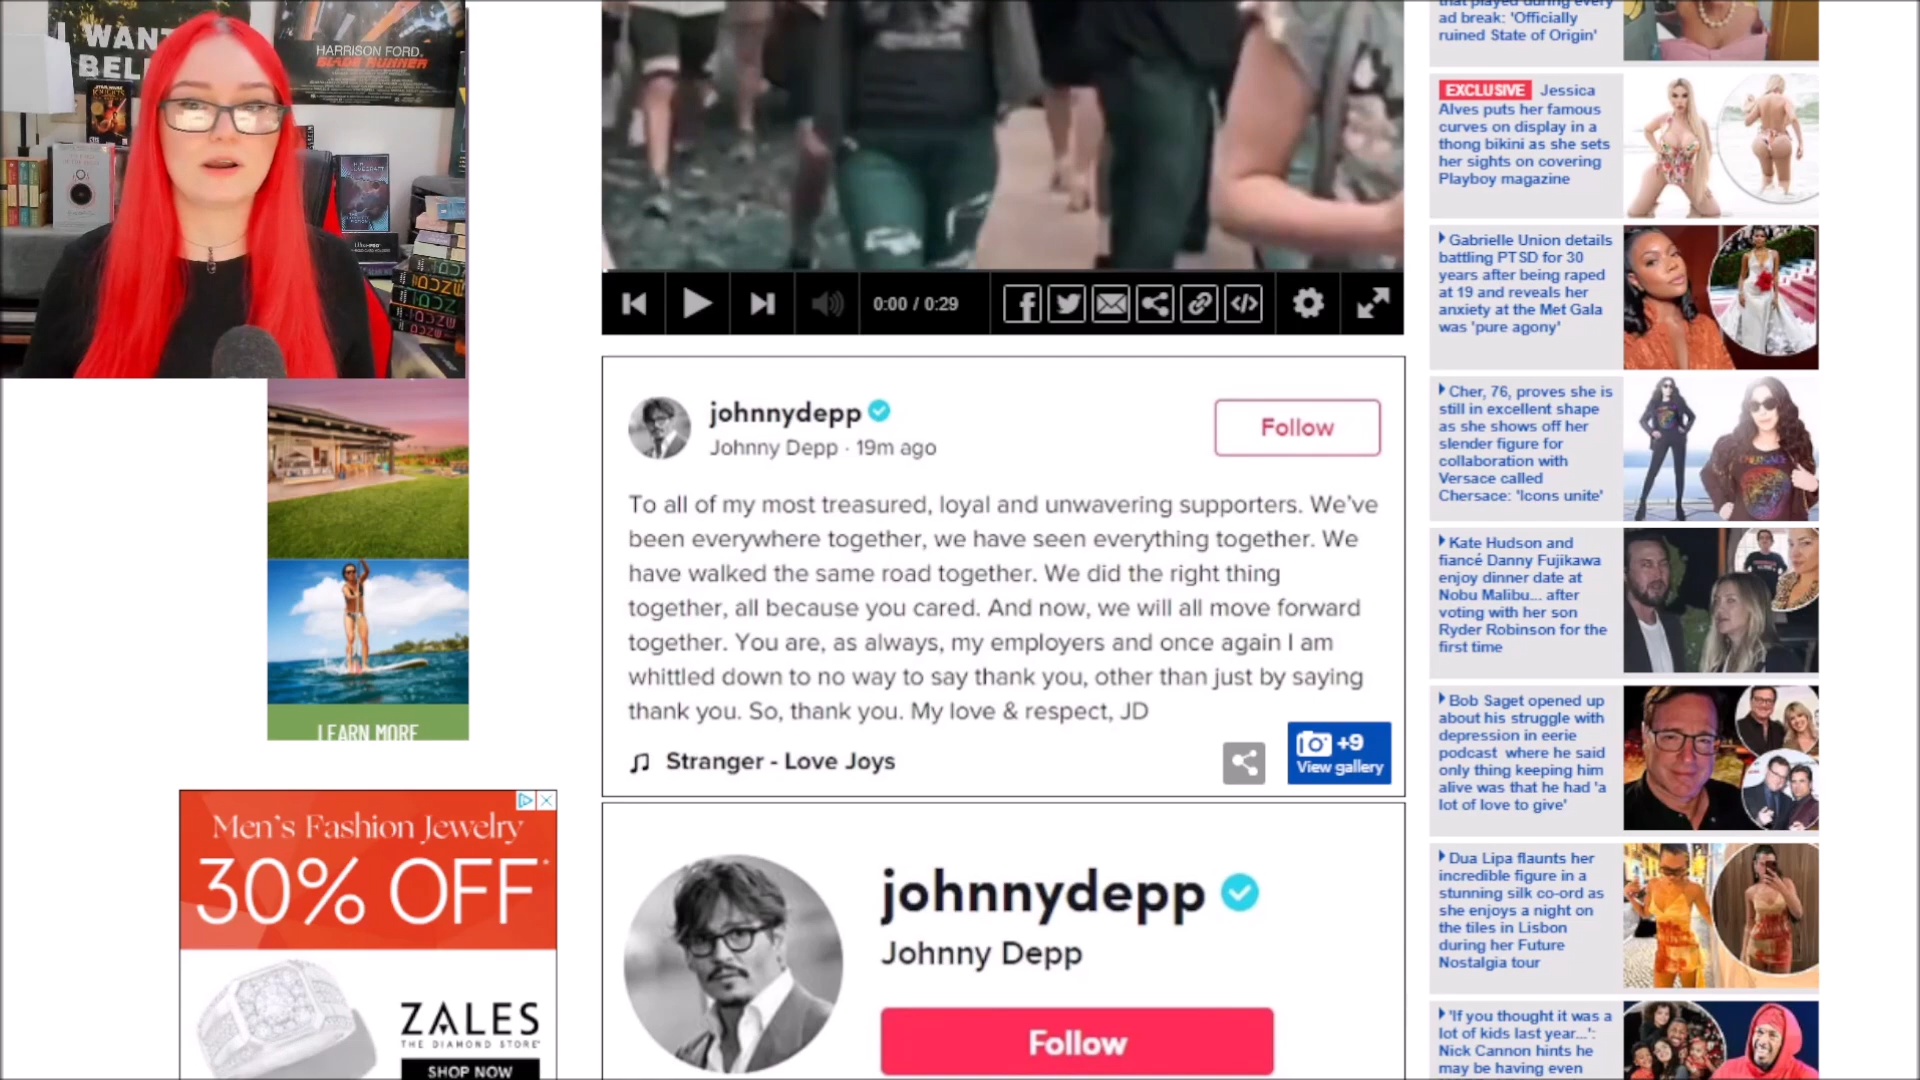 I WANT
BELI
HARRISON FORD.
BLADE RUNNER
STAR WARS
0:00 / 0:29
johnnydepp
Johnny Depp · 19m ago
Follow
To all of my most treasured, loyal and unwavering supporters. We've
been everywhere together, we have seen everything together. We
have walked the same road together. We did the right thing
together, all because you cared. And now, we will all move forward
together. You are, as always, my employers and once again I am
whittled down to no way to say thank you, other than just by saying
thank you. So, thank you. My love & respect, JD
Stranger - Love Joys
+9
View gallery
johnnydepp
Johnny Depp
Follow
LEARN MORE
Men's Fashion Jewelry
30% OFF*
ZALES
THE DIAMOND STORE®
SHOP NOW
that played during every
ad break: 'Officially
ruined State of Origin'
EXCLUSIVE Jessica
Alves puts her famous
curves on display in a
thong bikini as she sets
her sights on covering
Playboy magazine
Gabrielle Union details
battling PTSD for 30
years after being raped
at 19 and reveals her
anxiety at the Met Gala
was 'pure agony'
Cher, 76, proves she is
still in excellent shape
as she shows off her
slender figure for
collaboration with
Versace called
Chersace: 'Icons unite'
Kate Hudson and
fiancé Danny Fujikawa
enjoy dinner date at
Nobu Malibu... after
voting with her son
Ryder Robinson for the
first time
Bob Saget opened up
about his struggle with
depression in eerie
podcast where he said
only thing keeping him
alive was that he had 'a
lot of love to give'
Dua Lipa flaunts her
incredible figure in a
stunning silk co-ord as
she enjoys a night on
the tiles in Lisbon
during her Future
Nostalgia tour
'If you thought it was a
lot of kids last year...':
Nick Cannon hints he
may be having even